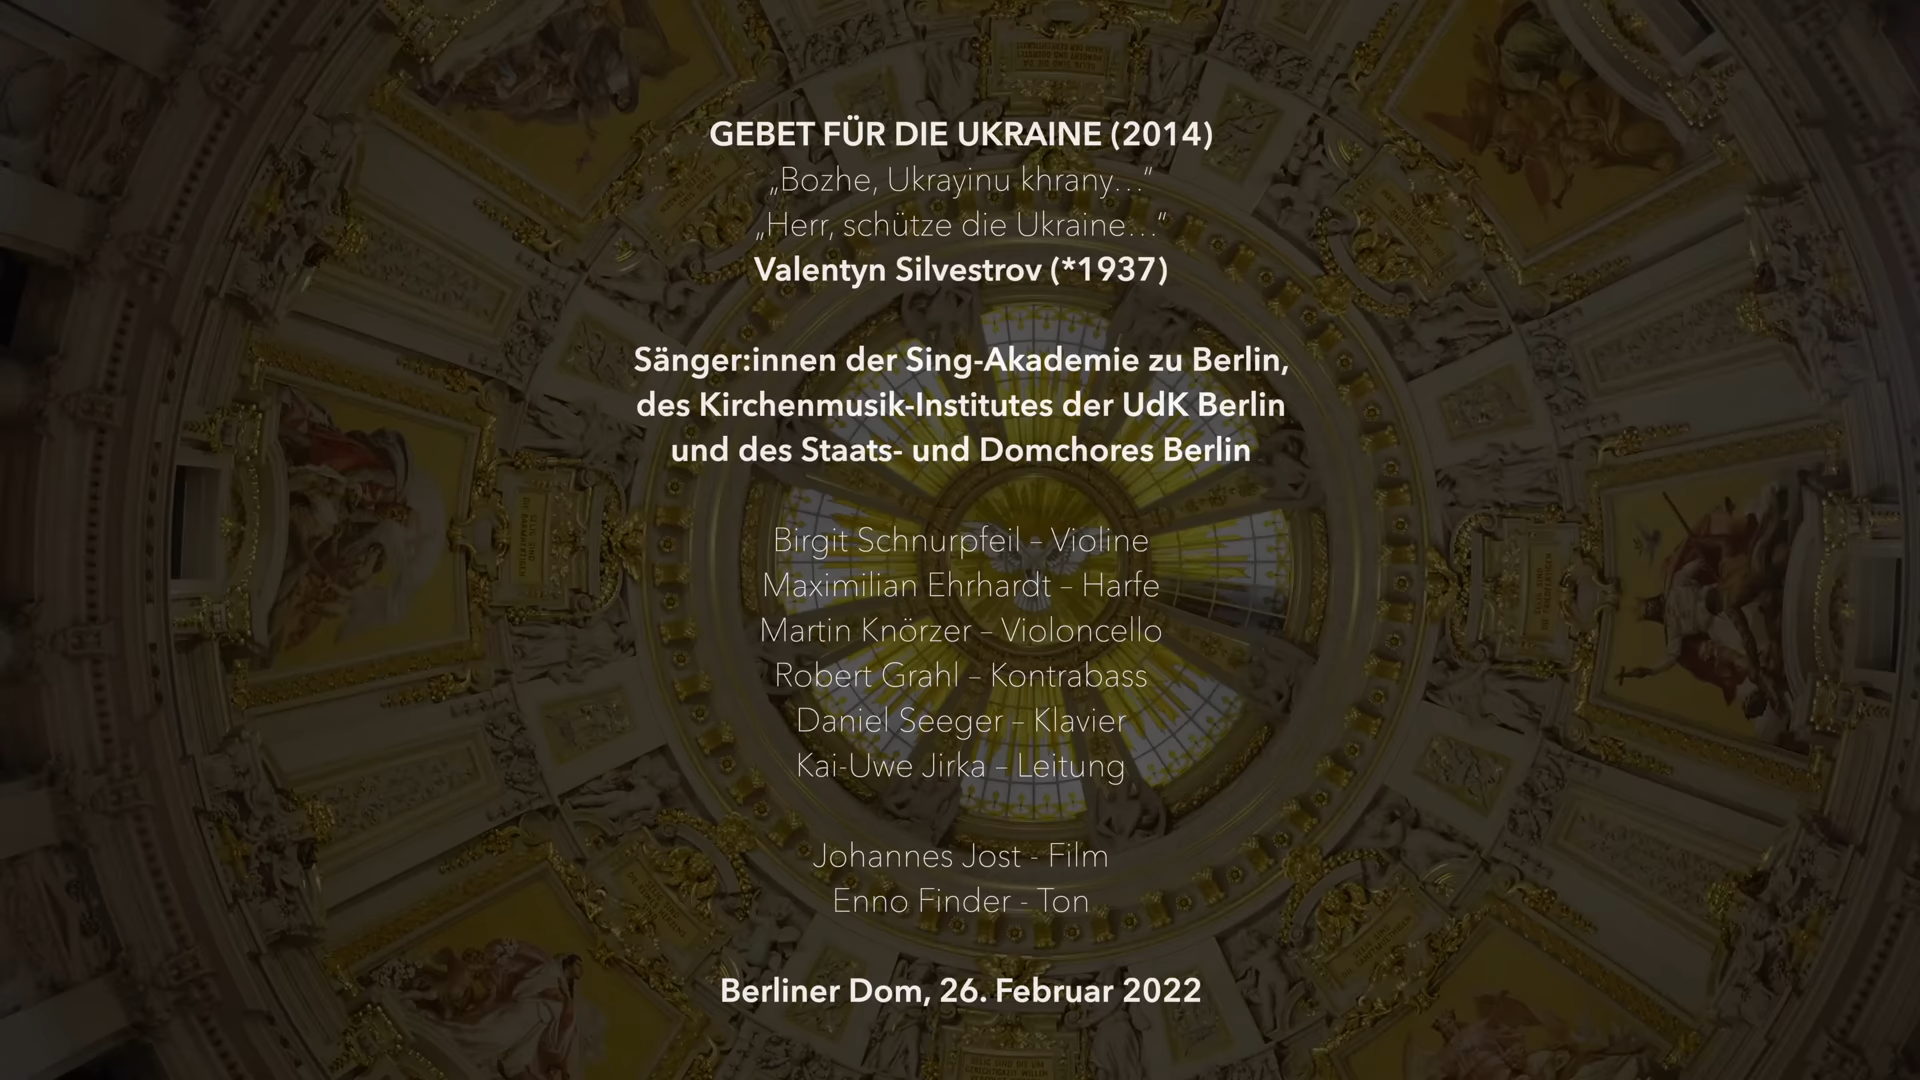 GEBET FÜR DIE UKRAINE (2014)
„Bozhe, Ukrayinu khrany…“
„Herr, schütze die Ukraine…“
Valentyn Silvestrov (*1937)
Sänger:innen der Sing-Akademie zu Berlin,
des Kirchenmusik-Institutes der UdK Berlin
und des Staats- und Domchores Berlin
Birgit Schnurpfeil – Violine
Maximilian Ehrhardt – Harfe
Martin Knörzer – Violoncello
Robert Grahl – Kontrabass
Daniel Seeger – Klavier
Kai-Uwe Jirka – Leitung
Johannes Jost - Film
Enno Finder - Ton
Berliner Dom, 26. Februar 2022